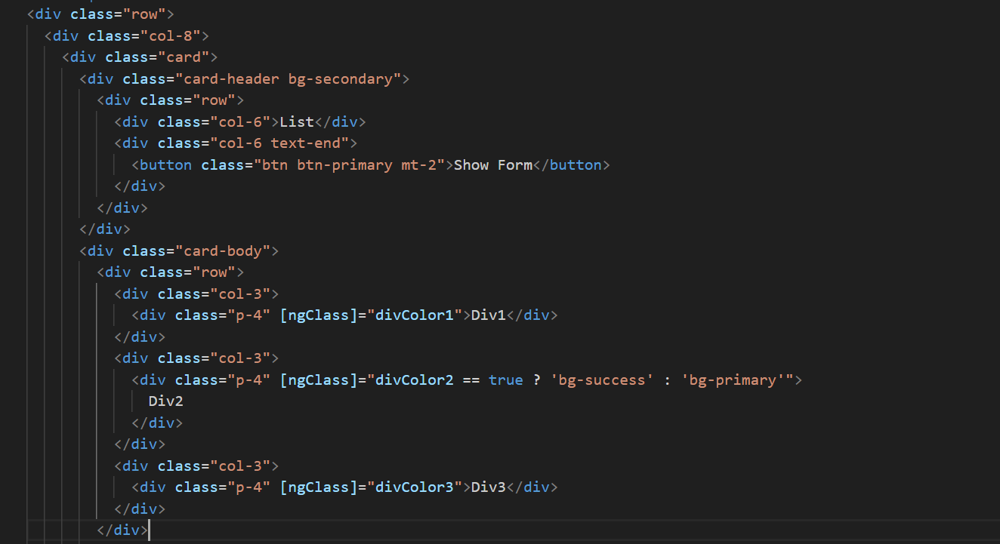 <div class="row">
<div class="col-8">
<div class="card">
<div class="card-header bg-secondary">
<div class="row">
<div class="col-6">List</div>
<div class="col-6 text-end">
<button class="btn btn-primary mt-2">Show Form</button>
</div>
</div>
</div>
<div class="card-body">
<div class="row">
<div class="col-3">
<div class="p-4" [ngClass]="divColor1">Div1</div>
</div>
<div class="col-3">
<div class="p-4" [ngClass]="divColor2 == true ? 'bg-success' : 'bg-primary'">
Div2
</div>
</div>
<div class="col-3">
<div class="p-4" [ngClass]="divColor3">Div3</div>
</div>
</div>